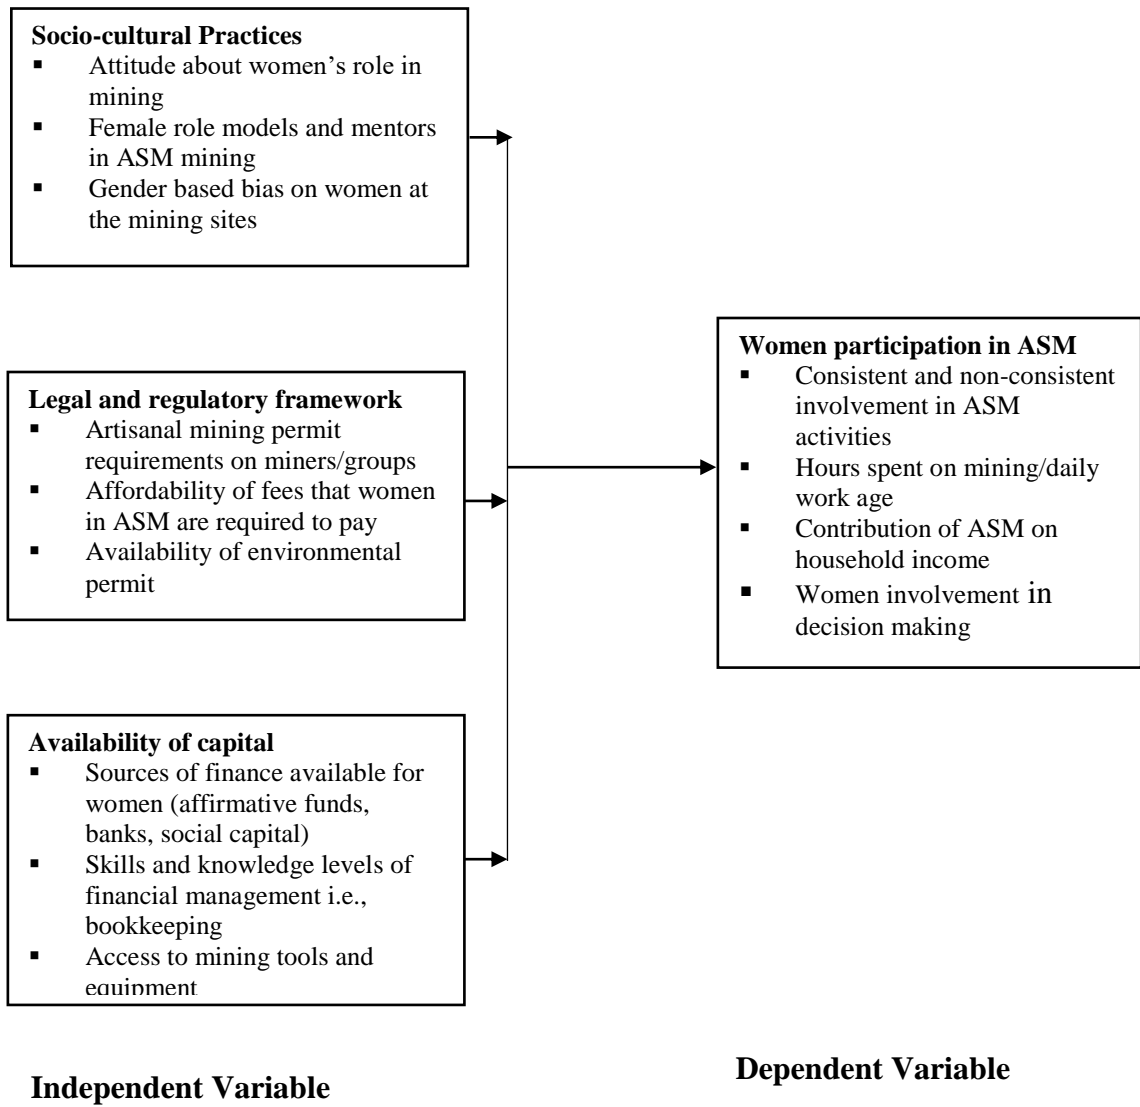 Socio-cultural Practices
▪ Attitude about women’s role in
mining
▪ Female role models and mentors
in ASM mining
▪ Gender based bias on women at
the mining sites
Legal and regulatory framework
▪ Artisanal mining permit
requirements on miners/groups
▪ Affordability of fees that women
in ASM are required to pay
▪ Availability of environmental
permit
Availability of capital
▪ Sources of finance available for
women (affirmative funds,
banks, social capital)
▪ Skills and knowledge levels of
financial management i.e.,
bookkeeping
▪ Access to mining tools and
equipment
Women participation in ASM
▪ Consistent and non-consistent
involvement in ASM
activities
▪ Hours spent on mining/daily
work age
▪ Contribution of ASM on
household income
▪ Women involvement in
decision making
Independent Variable
Dependent Variable